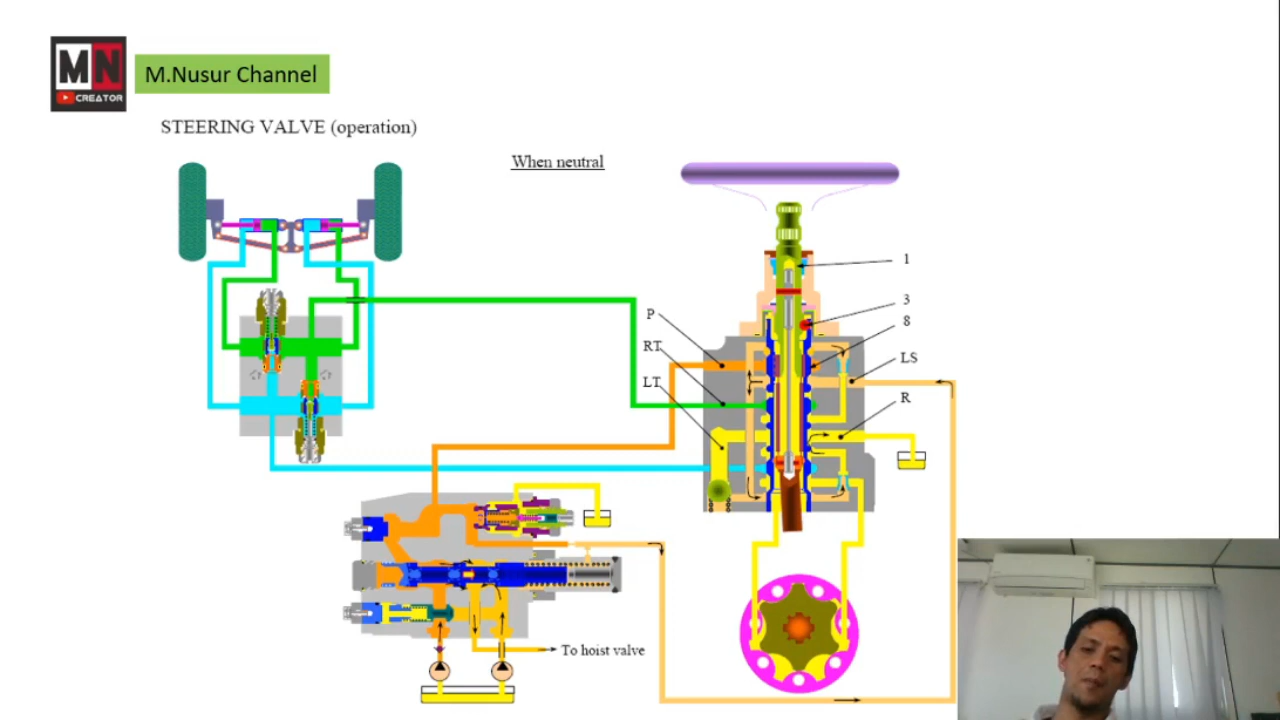 MN
CREATOR
M.Nusur Channel
STEERING VALVE (operation)
When neutral
1
3
8
P
RT
LT
LS
R
To hoist valve